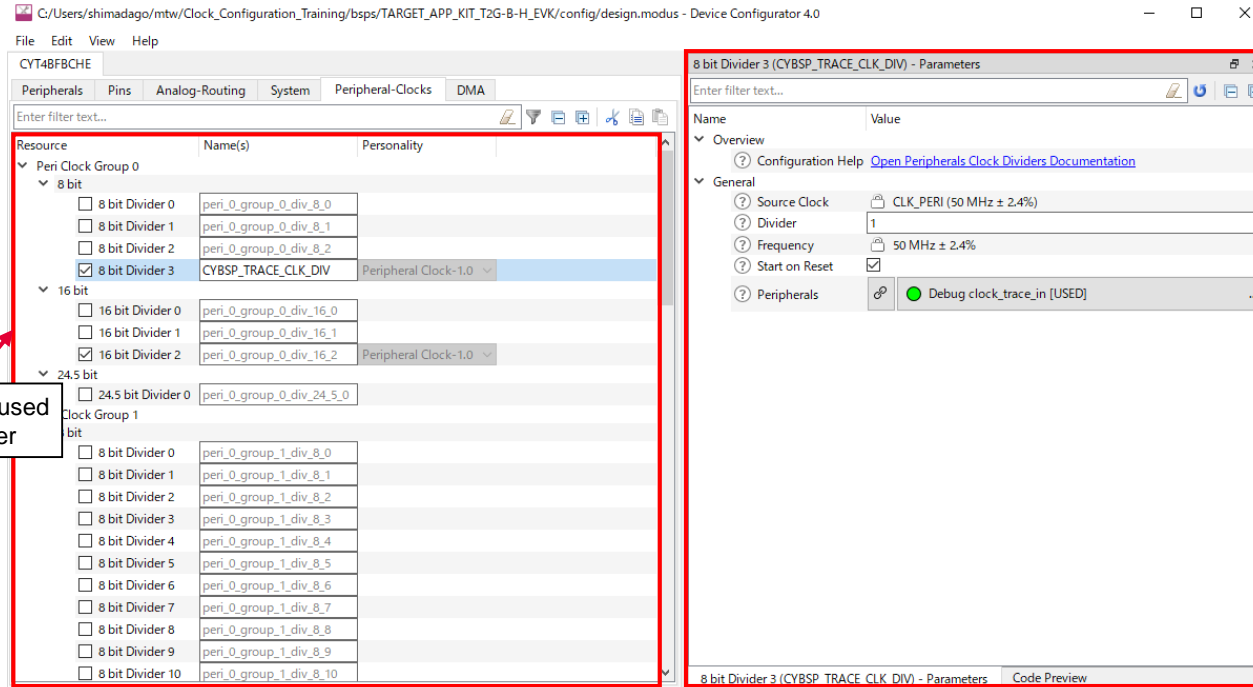 C:/Users/shimadago/mtw/Clock_Configuration_Training/bsps/TARGET_APP_KIT_T2G-B-H_EVK/config/design.modus - Device Configurator 4.0
File Edit View Help
CYT4BFBCHE
Peripherals Pins Analog-Routing System Peripheral-Clocks DMA
Enter filter text...
Resource Name(s) Personality
Peri Clock Group 0
8 bit
8 bit Divider 0 peri_0_group_0_div_8_0
8 bit Divider 1 peri_0_group_0_div_8_1
8 bit Divider 2 peri_0_group_0_div_8_2
8 bit Divider 3 CYBSP_TRACE_CLK_DIV Peripheral Clock-1.0
16 bit
16 bit Divider 0 peri_0_group_0_div_16_0
16 bit Divider 1 peri_0_group_0_div_16_1
16 bit Divider 2 peri_0_group_0_div_16_2 Peripheral Clock-1.0
24.5 bit
24.5 bit Divider 0 peri_0_group_0_div_24_5_0
used
Clock Group 1
bit
8 bit Divider 0 peri_0_group_1_div_8_0
8 bit Divider 1 peri_0_group_1_div_8_1
8 bit Divider 2 peri_0_group_1_div_8_2
8 bit Divider 3 peri_0_group_1_div_8_3
8 bit Divider 4 peri_0_group_1_div_8_4
8 bit Divider 5 peri_0_group_1_div_8_5
8 bit Divider 6 peri_0_group_1_div_8_6
8 bit Divider 7 peri_0_group_1_div_8_7
8 bit Divider 8 peri_0_group_1_div_8_8
8 bit Divider 9 peri_0_group_1_div_8_9
8 bit Divider 10 peri_0_group_1_div_8_10
8 bit Divider 3 (CYBSP_TRACE_CLK_DIV) - Parameters
Enter filter text...
Name Value
Overview
Configuration Help Open Peripherals Clock Dividers Documentation
General
Source Clock CLK_PERI (50 MHz ± 2.4%)
Divider 1
Frequency 50 MHz ± 2.4%
Start on Reset
Peripherals Debug clock_trace_in [USED]
8 bit Divider 3 (CYBSP_TRACE_CLK_DIV) - Parameters Code Preview